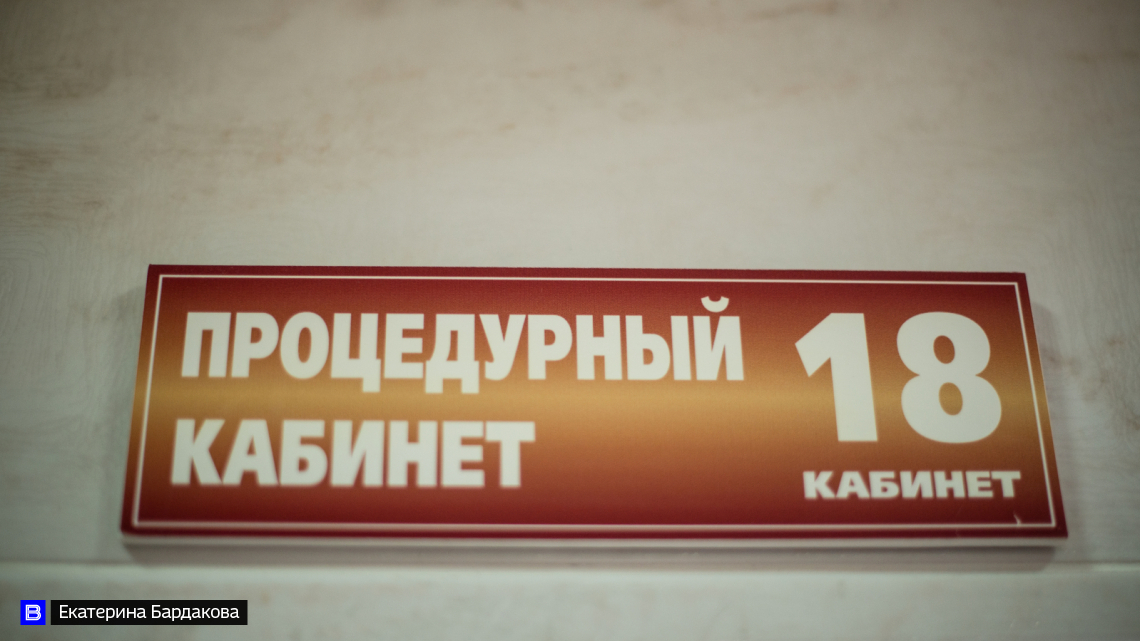 ПРОЦЕДУРНЫЙ
КАБИНЕТ
18
КАБИНЕТ
В Екатерина Бардакова